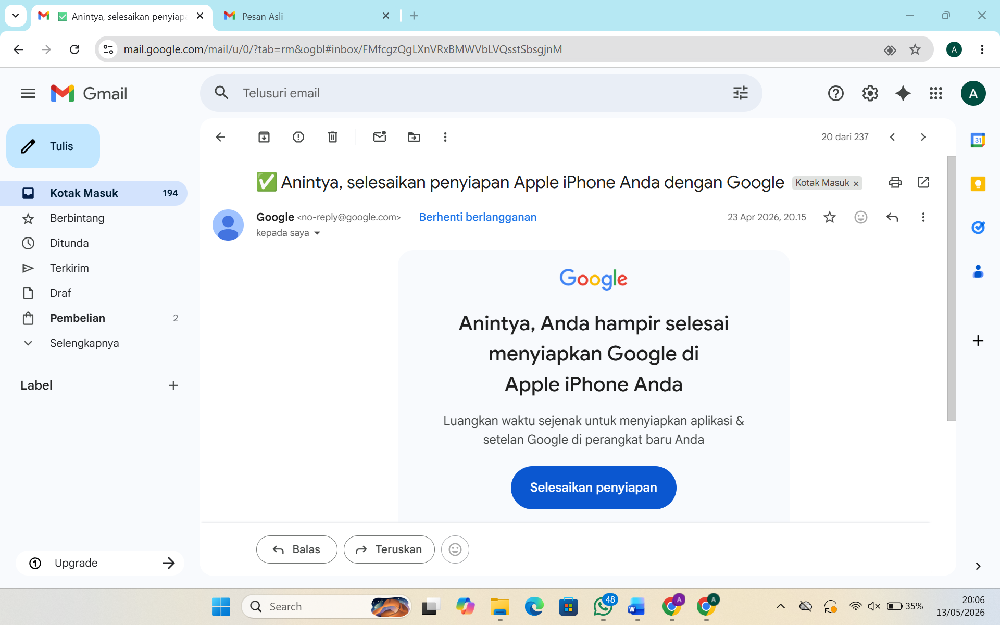 ✅ Anintya, selesaikan penyiap
Pesan Asli
mail.google.com/mail/u/0/?tab=rm&ogbl#inbox/FMfcgzQgLXnVRxBMWVbLVQsstSbsgjnM
A
Gmail
Telusuri email
A
Tulis
20 dari 237
31
Kotak Masuk 194
Berbintang
Ditunda
Terkirim
Draf
Pembelian 2
Selengkapnya
Label
Upgrade
✅ Anintya, selesaikan penyiapan Apple iPhone Anda dengan Google
Kotak Masuk ×
Google <no-reply@google.com> Berhenti berlangganan
23 Apr 2026, 20.15
kepada saya
Google
Anintya, Anda hampir selesai
menyiapkan Google di
Apple iPhone Anda
Luangkan waktu sejenak untuk menyiapkan aplikasi &
setelan Google di perangkat baru Anda
Selesaikan penyiapan
Balas
Teruskan
Search
48
W
A
A
35%
20:06
13/05/2026